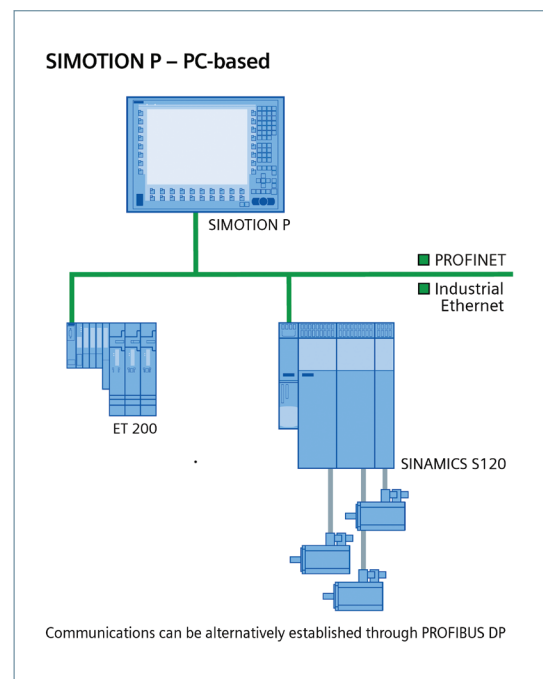 SIMOTION P – PC-based
SIMOTION P
PROFINET
Industrial
Ethernet
ET 200
SINAMICS S120
Communications can be alternatively established through PROFIBUS DP